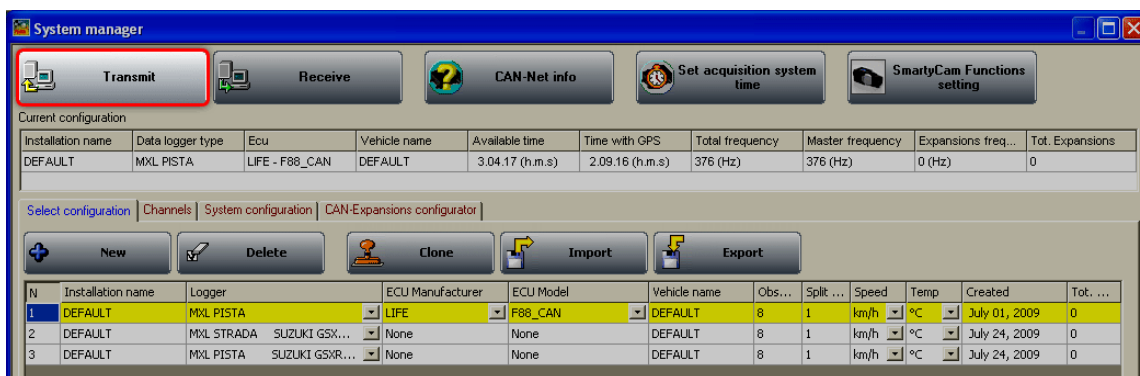 System manager
Transmit Receive CAN-Net info Set acquisition system time SmartyCam Functions setting
Current configuration
Installation name Data logger type Ecu Vehicle name Available time Time with GPS Total frequency Master frequency Expansions freq... Tot. Expansions
DEFAULT MXL PISTA LIFE - F88_CAN DEFAULT 3.04.17 (h.m.s) 2.09.16 (h.m.s) 376 (Hz) 376 (Hz) 0 (Hz) 0
Select configuration Channels System configuration CAN-Expansions configurator
New Delete Clone Import Export
N Installation name Logger ECU Manufacturer ECU Model Vehicle name Obs... Split ... Speed Temp Created Tot. ...
1 DEFAULT MXL PISTA LIFE F88_CAN DEFAULT 8 1 km/h °C July 01, 2009 0
2 DEFAULT MXL STRADA SUZUKI GSX... None None DEFAULT 8 1 km/h °C July 24, 2009 0
3 DEFAULT MXL PISTA SUZUKI GSXR... None None DEFAULT 8 1 km/h °C July 24, 2009 0